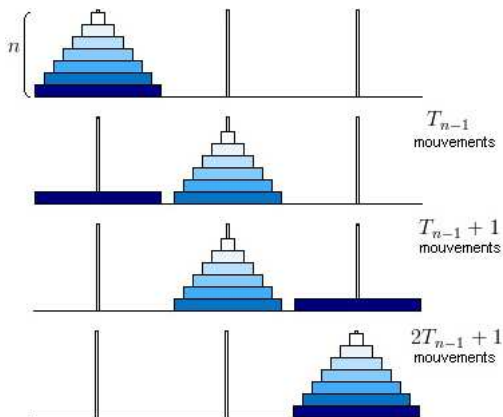 n
T_{n-1}
mouvements
T_{n-1} + 1
mouvements
2T_{n-1} + 1
mouvements